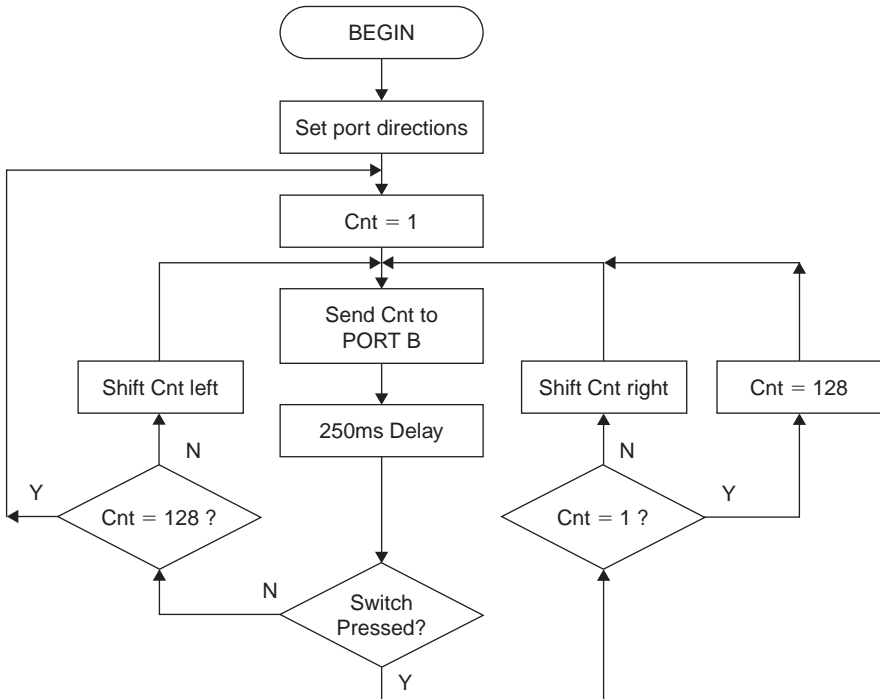 BEGIN
Set port directions
Cnt = 1
Send Cnt to
PORT B
Shift Cnt left
Shift Cnt right
Cnt = 128
250ms Delay
N
N
Y
Y
Cnt = 128 ?
Cnt = 1 ?
N
Switch
Pressed?
Y